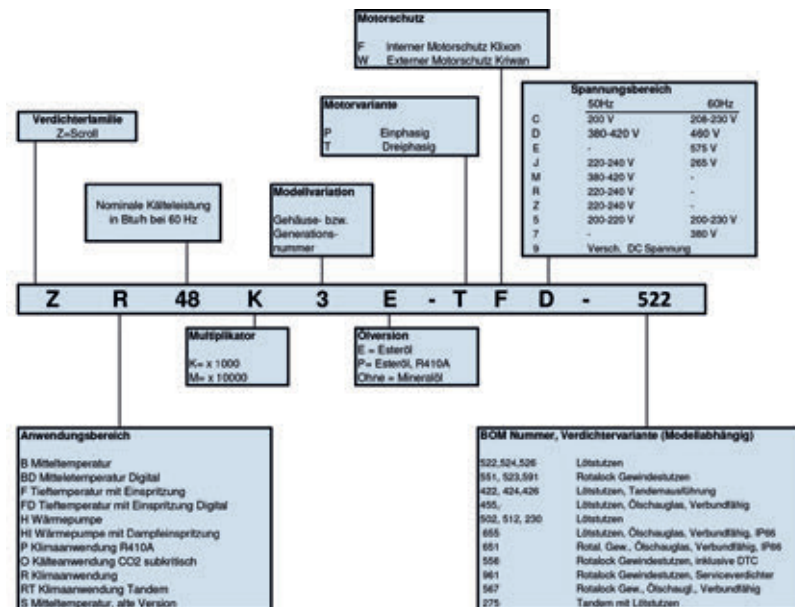 Motorschutz
F Interner Motorschutz Klixon
W Externer Motorschutz Kriwan
Verdichterfamilie
Z=Scroll
Motorvariante
P Einphasig
T Dreiphasig
Spannungsbereich
50Hz 60Hz
C 200 V 208-230 V
D 380-420 V 460 V
E - 575 V
J 220-240 V 265 V
M 380-420 V -
R 220-240 V -
Z 220-240 V -
5 200-220 V 200-230 V
7 - 380 V
9 Versch. DC Spannung
Nominale Kälteleistung
in Btu/h bei 60 Hz
Modellvariation
Gehäuse- bzw.
Generations-
nummer
Z R 48 K 3 E - T F D - 522
Multiplikator
K= x 1000
M= x 10000
Ölversion
E = Esteröl
P= Esteröl, R410A
Ohne = Mineralöl
Anwendungsbereich
B Mitteltemperatur
BD Mitteletemperatur Digital
F Tieftemperatur mit Einspritzung
FD Tieftemperatur mit Einspritzung Digital
H Wärmepumpe
HI Wärmepumpe mit Dampfeinspritzung
P Klimaanwendung R410A
O Kälteanwendung CO2 subkritisch
R Klimaanwendung
RT Klimaanwendung Tandem
S Mitteltemperatur, alte Version
BOM Nummer, Verdichtervariante (Modellabhängig)
522,524,526 Lötstutzen
551, 523,591 Rotalock Gewindestutzen
422, 424,426 Lötstutzen, Tandemausführung
455, Lötstutzen, Ölschauglas, Verbundfähig
502, 512, 230 Lötstutzen
655 Lötstutzen, Ölschauglas, Verbundfähig, IP66
651 Rotal. Gew., Ölschauglas, Verbundfähig, IP66
556 Rotalock Gewindestutzen, inklusive DTC
961 Rotalock Gewindestutzen, Serviceverdichter
567 Rotalock Gew., Ölschaugl., Verbundfähig
275 Tandem mit Lötstutzen